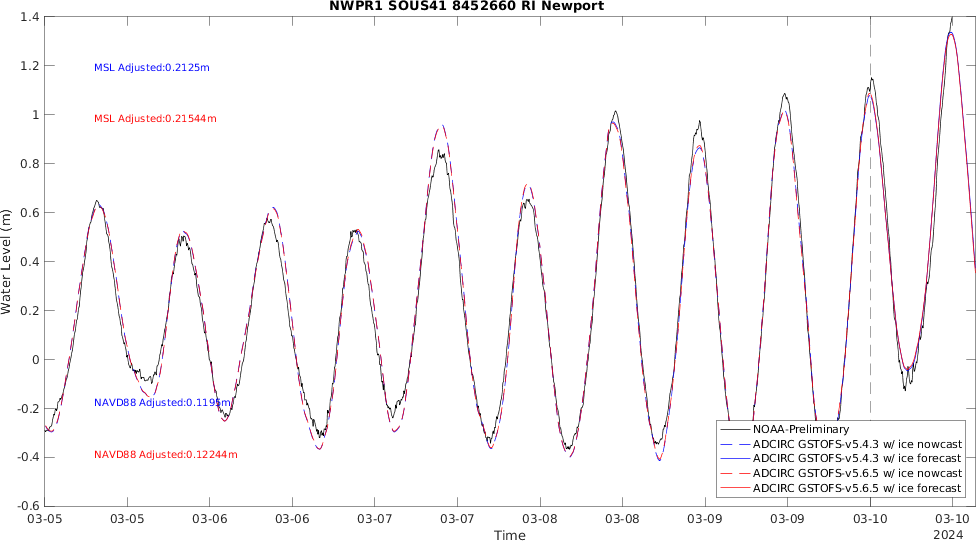 NWPR1 SOUS41 8452660 RI Newport
1.4
1.2
1
0.8
0.6
0.4
0.2
0
-0.2
-0.4
-0.6
Water Level (m)
MSL Adjusted:0.2125m
MSL Adjusted:0.21544m
NAVD88 Adjusted:0.1195m
NAVD88 Adjusted:0.12244m
NOAA-Preliminary
ADCIRC GSTOFS-v5.4.3 w/ ice nowcast
ADCIRC GSTOFS-v5.4.3 w/ ice forecast
ADCIRC GSTOFS-v5.6.5 w/ ice nowcast
ADCIRC GSTOFS-v5.6.5 w/ ice forecast
03-05 03-05 03-06 03-06 03-07 03-07 03-08 03-08 03-09 03-09 03-10 03-10
Time
2024